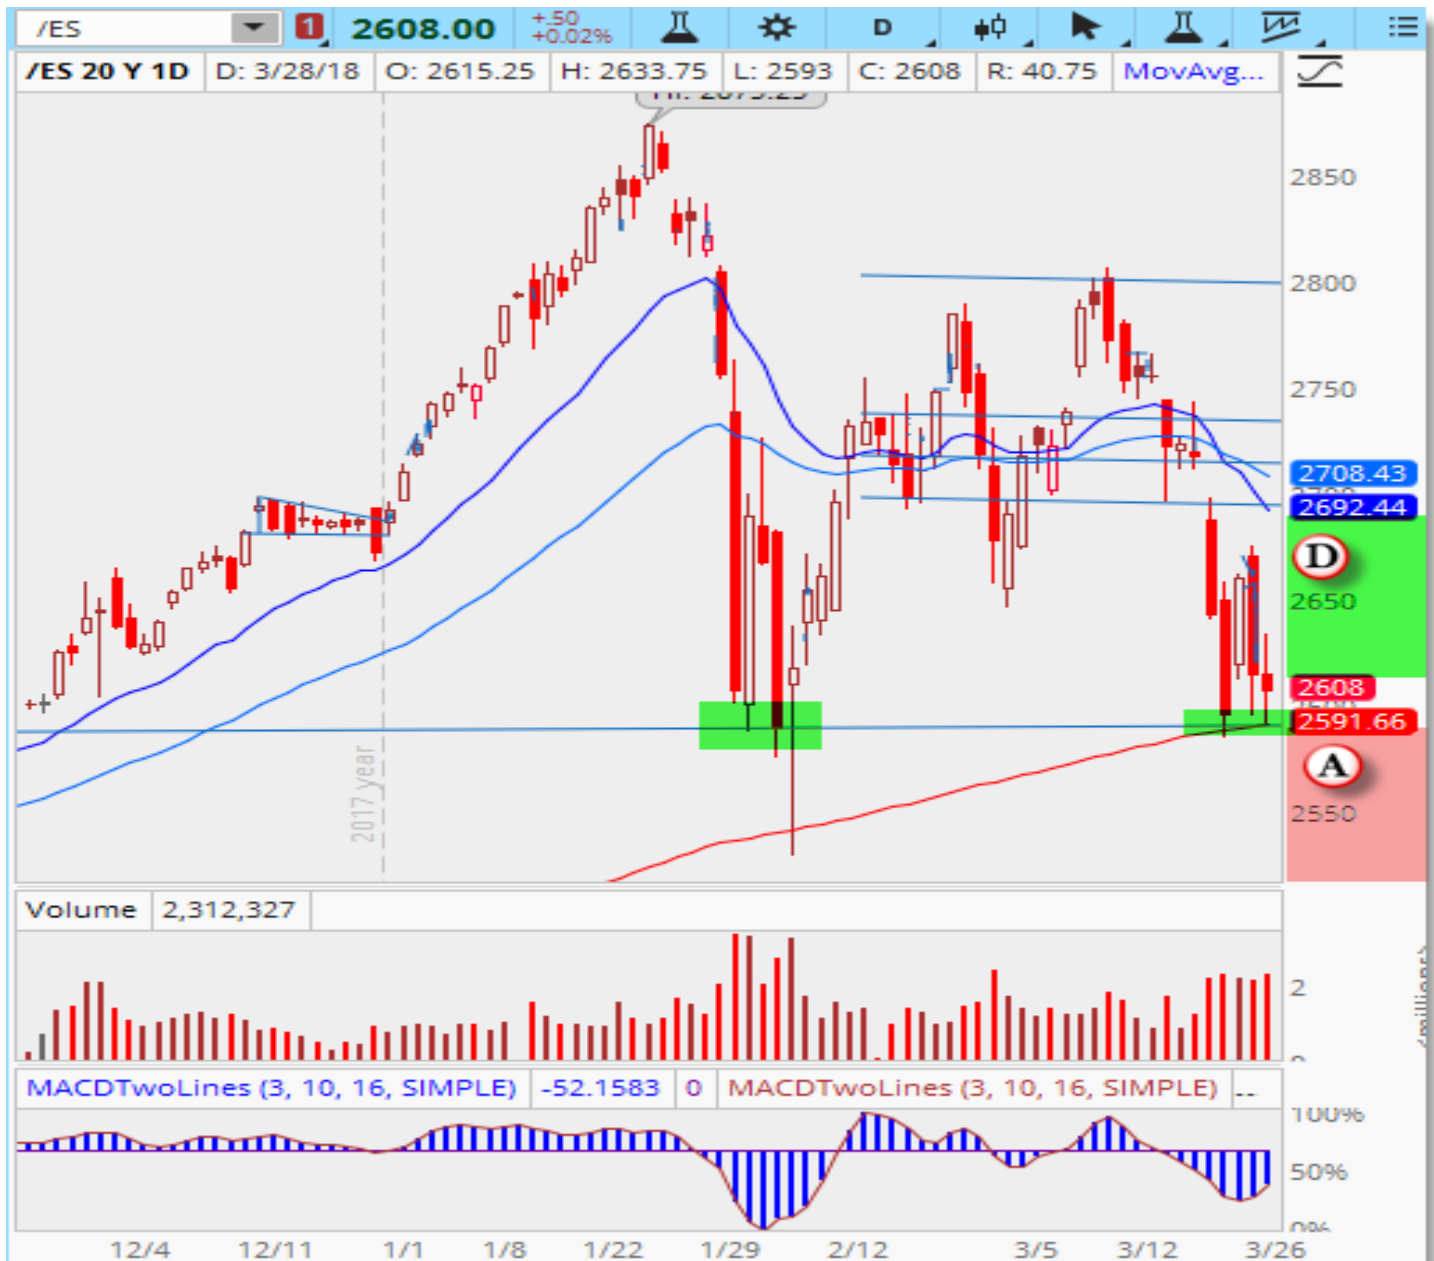 /ES 1 2608.00 +.50 +0.02% D
/ES 20 Y 1D D: 3/28/18 O: 2615.25 H: 2633.75 L: 2593 C: 2608 R: 40.75 MovAvg...
2850
2800
2750
2708.43
2692.44
D
2650
2608
2591.66
A
2550
2017 year
Volume 2,312,327
2
<millions>
MACDTwoLines (3, 10, 16, SIMPLE) -52.1583 0 MACDTwoLines (3, 10, 16, SIMPLE) ...
100%
50%
0%
12/4 12/11 1/1 1/8 1/22 1/29 2/12 3/5 3/12 3/26